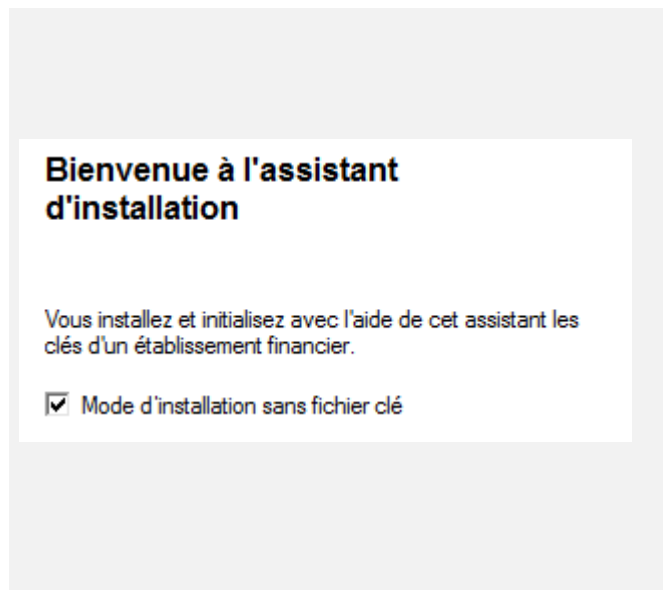 Bienvenue à l'assistant
d'installation
Vous installez et initialisez avec l'aide de cet assistant les
clés d'un établissement financier.
Mode d'installation sans fichier clé